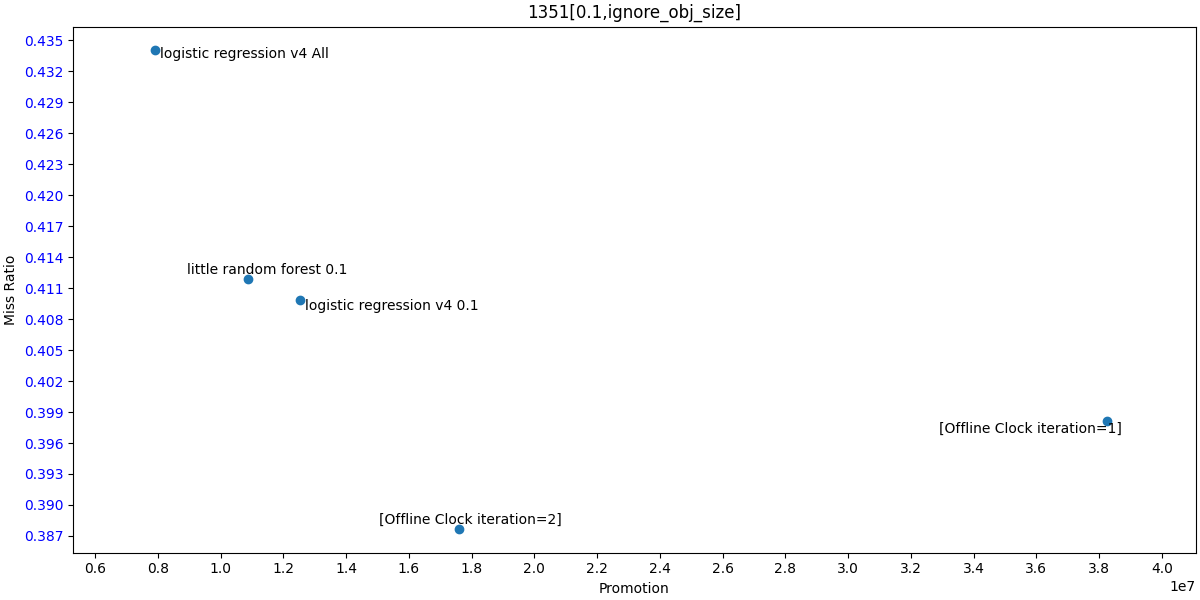 1351[0.1,ignore_obj_size]
0.435
0.432
0.429
0.426
0.423
0.420
0.417
0.414
0.411
0.408
0.405
0.402
0.399
0.396
0.393
0.390
0.387
Miss Ratio
logistic regression v4 All
little random forest 0.1
logistic regression v4 0.1
[Offline Clock iteration=1]
[Offline Clock iteration=2]
0.6 0.8 1.0 1.2 1.4 1.6 1.8 2.0 2.2 2.4 2.6 2.8 3.0 3.2 3.4 3.6 3.8 4.0
1e7
Promotion